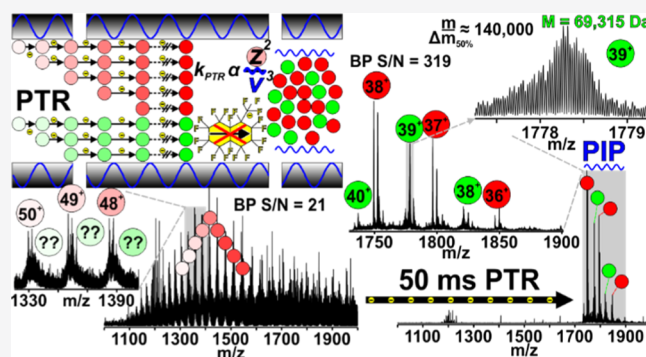 PTR
k_PTR α z² / v³
BP S/N = 319
m/Δm50% ≈ 140,000
M = 69,315 Da
39⁺
1778 m/z 1779
38⁺
39⁺
37⁺
40⁺
38⁺
36⁺
1750 1800 1850 1900
m/z
PIP
50⁺
49⁺
48⁺
??
??
??
1330 m/z 1390
BP S/N = 21
1100 1300 1500 1700 1900
m/z
50 ms PTR
1100 1300 1500 1700 1900
m/z